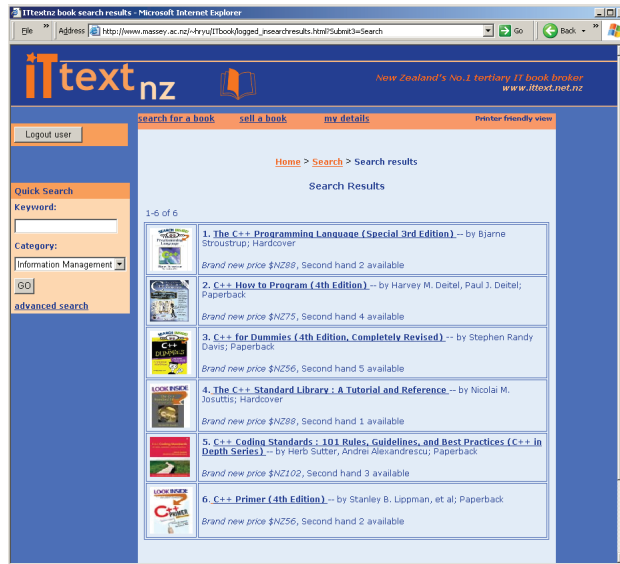 ITtextnz book search results - Microsoft Internet Explorer
File » Address http://www.massey.ac.nz/~hryu/ITbook/logged_insearchresults.html?Submit3=Search Go » Back
iTtext nz
New Zealand's No.1 tertiary IT book broker
www.ittext.net.nz
search for a book sell a book my details Printer friendly view
Logout user
Home > Search > Search results
Search Results
Quick Search
Keyword:
Category:
Information Management
GO
advanced search
1-6 of 6
1. The C++ Programming Language (Special 3rd Edition) -- by Bjarne
Stroustrup; Hardcover
Brand new price $NZ88, Second hand 2 available
2. C++ How to Program (4th Edition) -- by Harvey M. Deitel, Paul J. Deitel;
Paperback
Brand new price $NZ75, Second hand 4 available
C++
DUMMIES
3. C++ for Dummies (4th Edition, Completely Revised) -- by Stephen Randy
Davis; Paperback
Brand new price $NZ56, Second hand 5 available
LOOK INSIDE
4. The C++ Standard Library : A Tutorial and Reference -- by Nicolai M.
Josuttis; Hardcover
Brand new price $NZ88, Second hand 1 available
5. C++ Coding Standards : 101 Rules, Guidelines, and Best Practices (C++ in
Depth Series) -- by Herb Sutter, Andrei Alexandrescu; Paperback
Brand new price $NZ102, Second hand 3 available
LOOK INSIDE
C++ PRIMER
6. C++ Primer (4th Edition) -- by Stanley B. Lippman, et al; Paperback
Brand new price $NZ56, Second hand 2 available